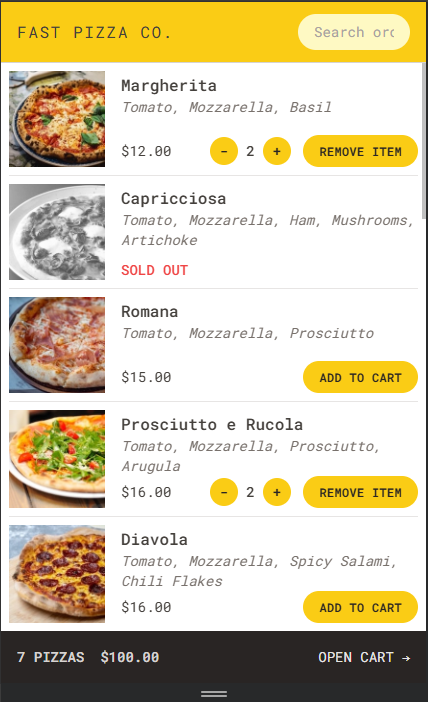 FAST PIZZA CO.
Margherita
Tomato, Mozzarella, Basil
$12.00 - 2 + REMOVE ITEM
Capricciosa
Tomato, Mozzarella, Ham, Mushrooms,
Artichoke
SOLD OUT
Romana
Tomato, Mozzarella, Prosciutto
$15.00 ADD TO CART
Prosciutto e Rucola
Tomato, Mozzarella, Prosciutto,
Arugula
$16.00 - 2 + REMOVE ITEM
Diavola
Tomato, Mozzarella, Spicy Salami,
Chili Flakes
$16.00 ADD TO CART
7 PIZZAS $100.00 OPEN CART →